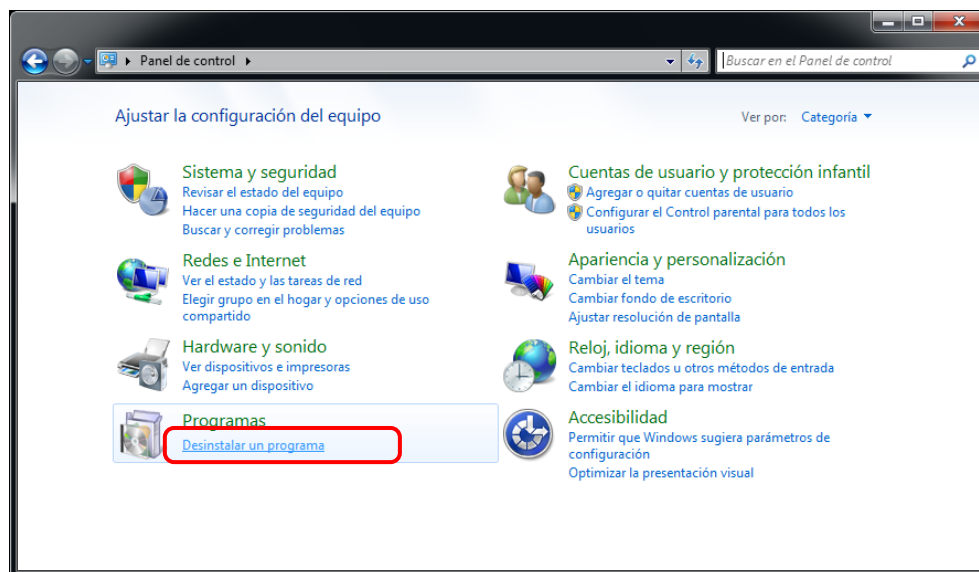 Panel de control
Buscar en el Panel de control
Ajustar la configuración del equipo
Ver por: Categoría
Sistema y seguridad
Revisar el estado del equipo
Hacer una copia de seguridad del equipo
Buscar y corregir problemas
Redes e Internet
Ver el estado y las tareas de red
Elegir grupo en el hogar y opciones de uso
compartido
Hardware y sonido
Ver dispositivos e impresoras
Agregar un dispositivo
Programas
Desinstalar un programa
Cuentas de usuario y protección infantil
Agregar o quitar cuentas de usuario
Configurar el Control parental para todos los
usuarios
Apariencia y personalización
Cambiar el tema
Cambiar fondo de escritorio
Ajustar resolución de pantalla
Reloj, idioma y región
Cambiar teclados u otros métodos de entrada
Cambiar el idioma para mostrar
Accesibilidad
Permitir que Windows sugiera parámetros de
configuración
Optimizar la presentación visual